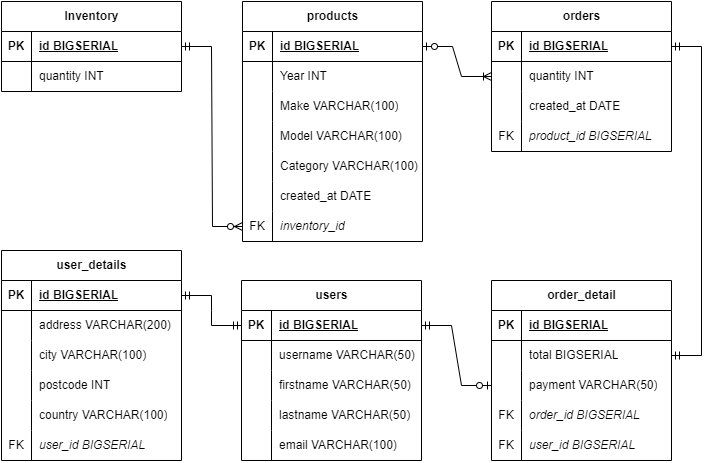 Inventory
PK id BIGSERIAL
quantity INT
products
PK id BIGSERIAL
Year INT
Make VARCHAR(100)
Model VARCHAR(100)
Category VARCHAR(100)
created_at DATE
FK inventory_id
orders
PK id BIGSERIAL
quantity INT
created_at DATE
FK product_id BIGSERIAL
user_details
PK id BIGSERIAL
address VARCHAR(200)
city VARCHAR(100)
postcode INT
country VARCHAR(100)
FK user_id BIGSERIAL
users
PK id BIGSERIAL
username VARCHAR(50)
firstname VARCHAR(50)
lastname VARCHAR(50)
email VARCHAR(100)
order_detail
PK id BIGSERIAL
total BIGSERIAL
payment VARCHAR(50)
FK order_id BIGSERIAL
FK user_id BIGSERIAL